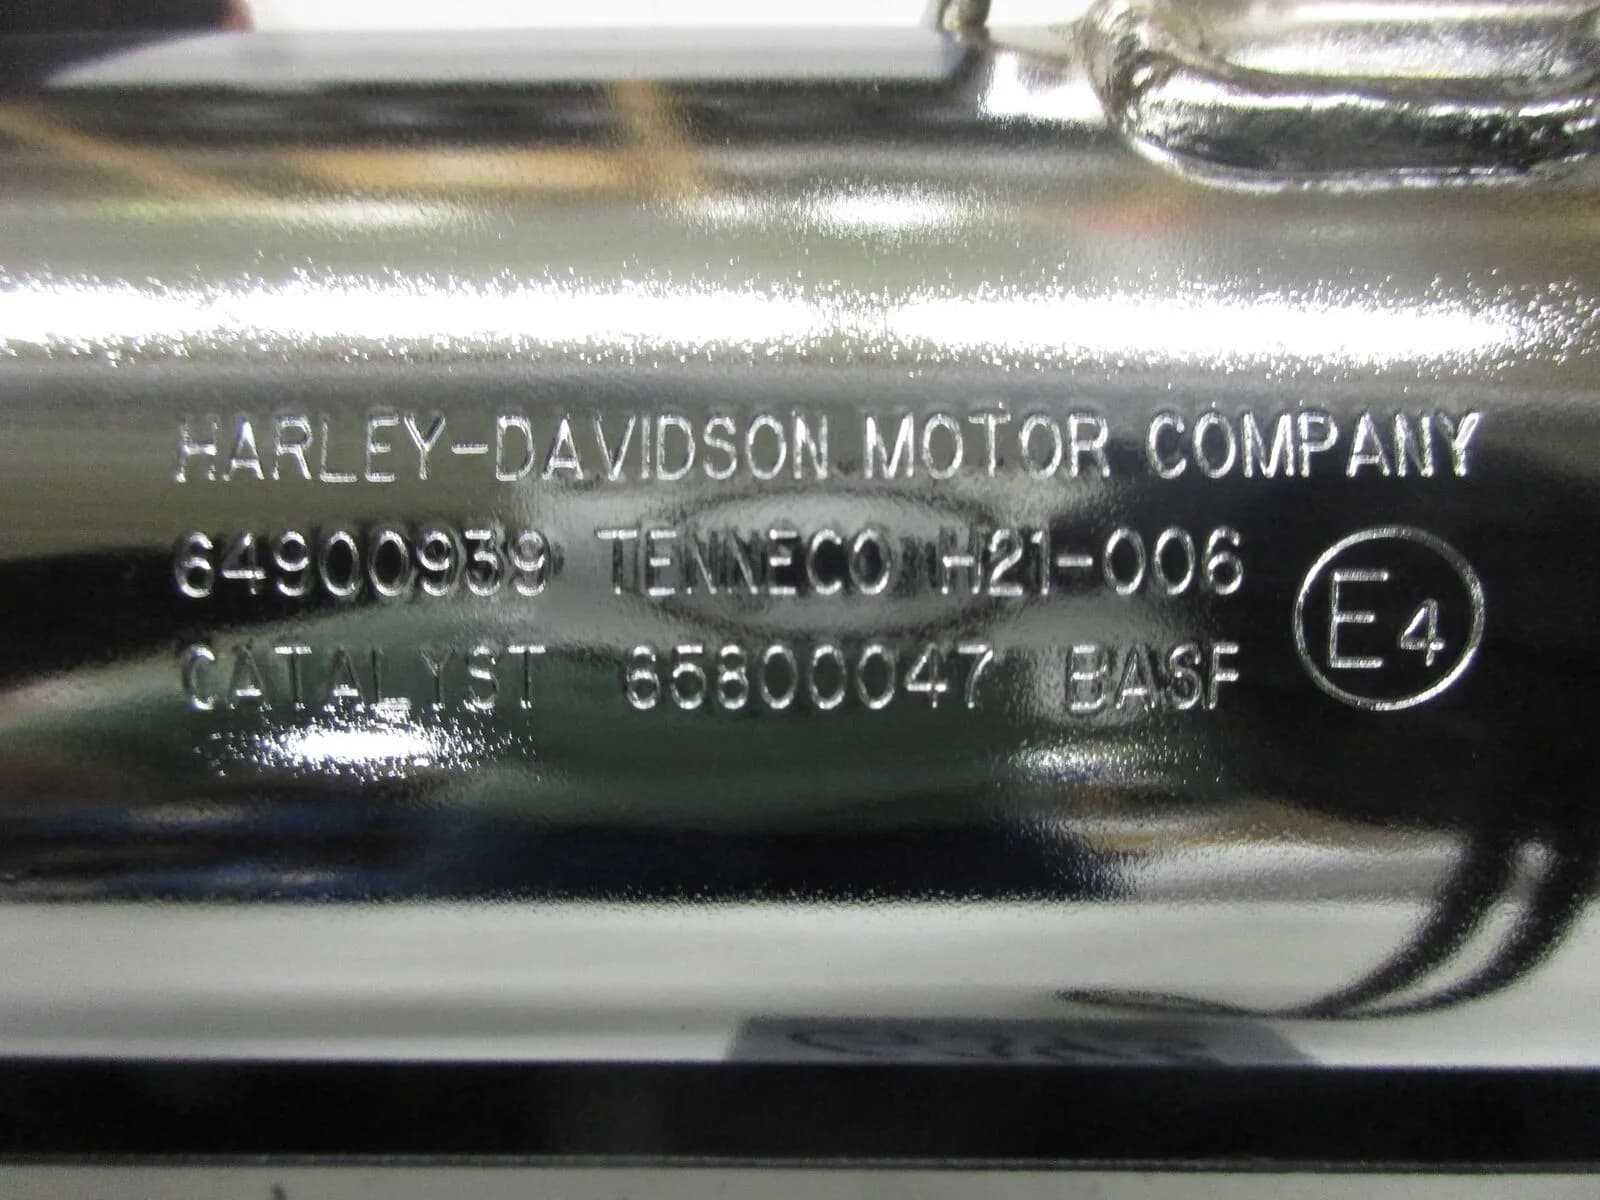 HARLEY-DAVIDSON MOTOR COMPANY
64900939 TENNECO H21-006
CATALYST 65800047 BASF
E4